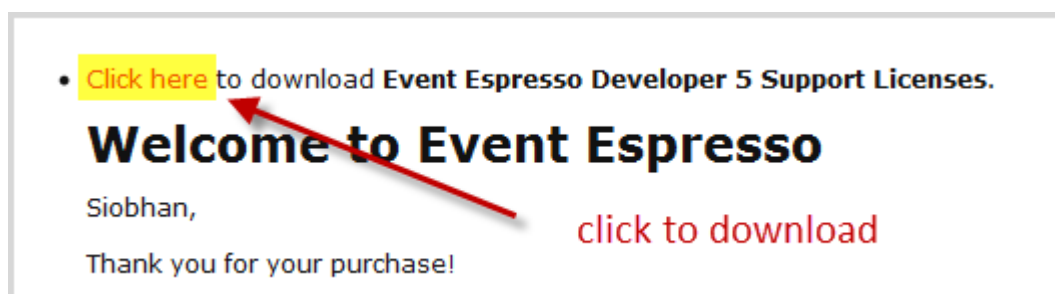 • Click here to download Event Espresso Developer 5 Support Licenses.
Welcome to Event Espresso
Siobhan,
click to download
Thank you for your purchase!